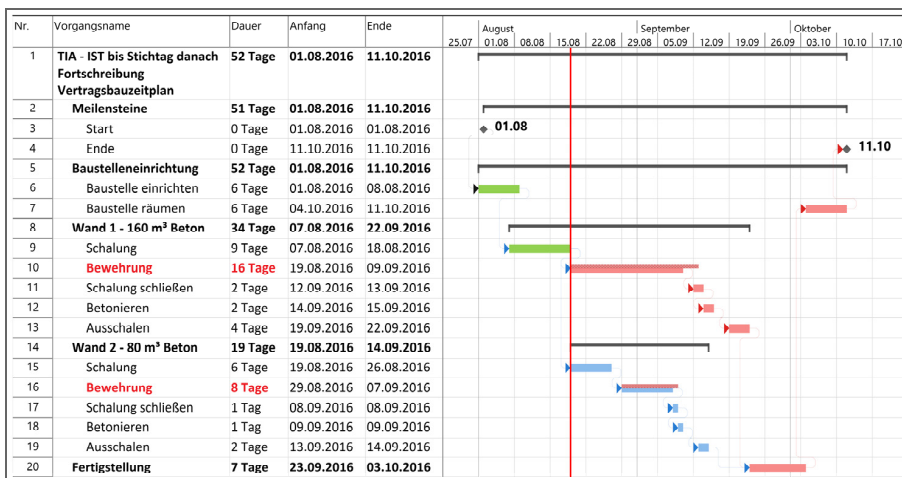 Nr. Vorgangsname Dauer Anfang Ende August September Oktober
25.07 01.08 08.08 15.08 22.08 29.08 05.09 12.09 19.09 26.09 03.10 10.10 17.10
1 TIA - IST bis Stichtag danach 52 Tage 01.08.2016 11.10.2016
Fortschreibung
Vertragsbauzeitplan
2 Meilensteine 51 Tage 01.08.2016 11.10.2016
3 Start 0 Tage 01.08.2016 01.08.2016 01.08
4 Ende 0 Tage 11.10.2016 11.10.2016 11.10
5 Baustelleneinrichtung 52 Tage 01.08.2016 11.10.2016
6 Baustelle einrichten 6 Tage 01.08.2016 08.08.2016
7 Baustelle räumen 6 Tage 04.10.2016 11.10.2016
8 Wand 1 - 160 m³ Beton 34 Tage 07.08.2016 22.09.2016
9 Schalung 9 Tage 07.08.2016 18.08.2016
10 Bewehrung 16 Tage 19.08.2016 09.09.2016
11 Schalung schließen 2 Tage 12.09.2016 13.09.2016
12 Betonieren 2 Tage 14.09.2016 15.09.2016
13 Ausschalen 4 Tage 19.09.2016 22.09.2016
14 Wand 2 - 80 m³ Beton 19 Tage 19.08.2016 14.09.2016
15 Schalung 6 Tage 19.08.2016 26.08.2016
16 Bewehrung 8 Tage 29.08.2016 07.09.2016
17 Schalung schließen 1 Tag 08.09.2016 08.09.2016
18 Betonieren 1 Tag 09.09.2016 09.09.2016
19 Ausschalen 2 Tage 13.09.2016 14.09.2016
20 Fertigstellung 7 Tage 23.09.2016 03.10.2016